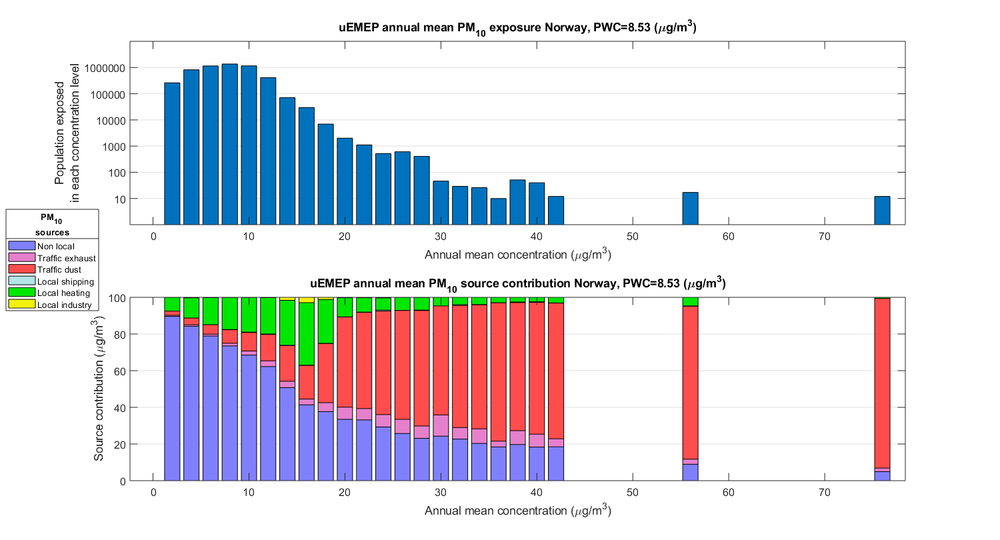 uEMEP annual mean PM10 exposure Norway, PWC=8.53 (μg/m3)
Population exposed
in each concentration level
1000000
100000
10000
1000
100
10
0 10 20 30 40 50 60 70
Annual mean concentration (μg/m3)
PM10
sources
Non local
Traffic exhaust
Traffic dust
Local shipping
Local heating
Local industry
uEMEP annual mean PM10 source contribution Norway, PWC=8.53 (μg/m3)
Source contribution (μg/m3)
100
80
60
40
20
0
0 10 20 30 40 50 60 70
Annual mean concentration (μg/m3)